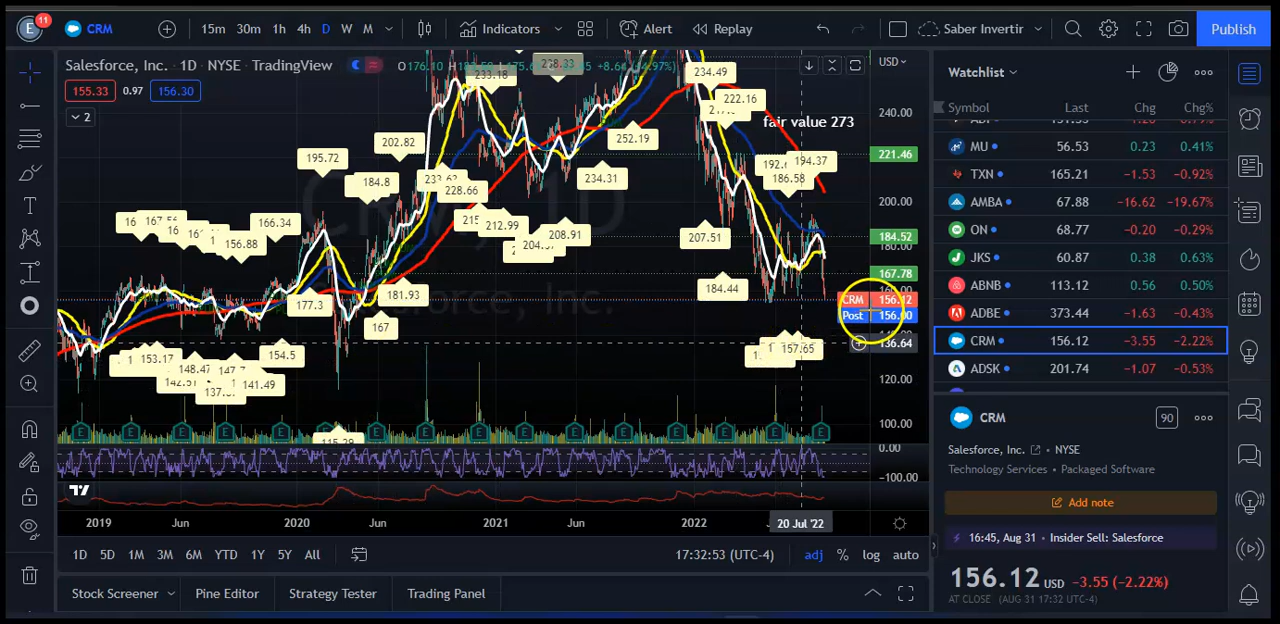 E 11 CRM 15m 30m 1h 4h D W M Indicators Alert Replay Saber Invertir Publish
Salesforce, Inc. · 1D · NYSE · TradingView
155.33 0.97 156.30
2
USD
233.18
238.33
234.49
222.16
fair value 273
240.00
202.82
195.72
184.8
252.19
221.46
194.37
186.58
234.31
228.66
200.00
166.34
156.88
212.99
208.91
207.51
184.52
167.78
184.44
181.93
177.3
167
CRM 156.12
Post 156.00
136.64
157.65
154.5
153.17
141.49
120.00
100.00
0.00
-100.00
2019 Jun 2020 Jun 2021 Jun 2022 20 Jul '22
1D 5D 1M 3M 6M YTD 1Y 5Y All 17:32:53 (UTC-4) adj % log auto
Stock Screener Pine Editor Strategy Tester Trading Panel
Watchlist
Symbol Last Chg Chg%
MU 56.53 0.23 0.41%
TXN 165.21 −1.53 −0.92%
AMBA 67.88 −16.62 −19.67%
ON 68.77 −0.20 −0.29%
JKS 60.87 0.38 0.63%
ABNB 113.12 0.56 0.50%
ADBE 373.44 −1.63 −0.43%
CRM 156.12 −3.55 −2.22%
ADSK 201.74 −1.07 −0.53%
CRM 90
Salesforce, Inc. · NYSE
Technology Services · Packaged Software
Add note
16:45, Aug 31 · Insider Sell: Salesforce
156.12 USD −3.55 (−2.22%)
AT CLOSE (AUG 31 17:32 UTC-4)